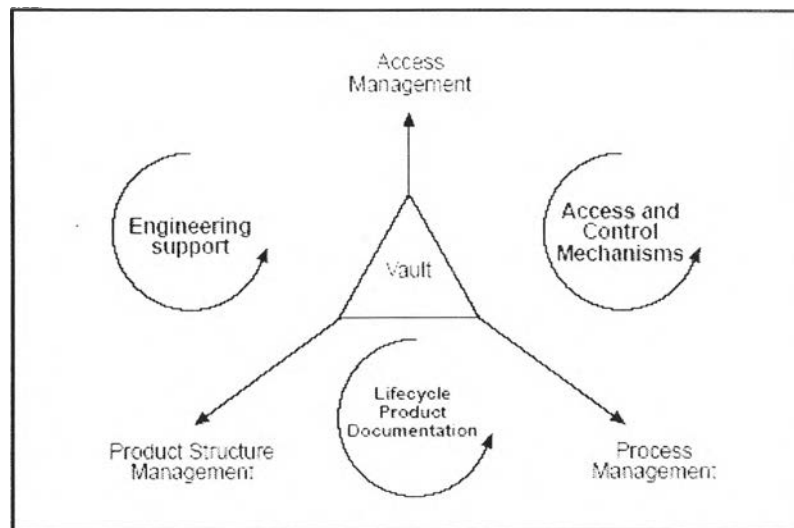 Access
Management
Engineering
support
Access and
Control
Mechanisms
Vault
Lifecycle
Product
Documentation
Product Structure
Management
Process
Management